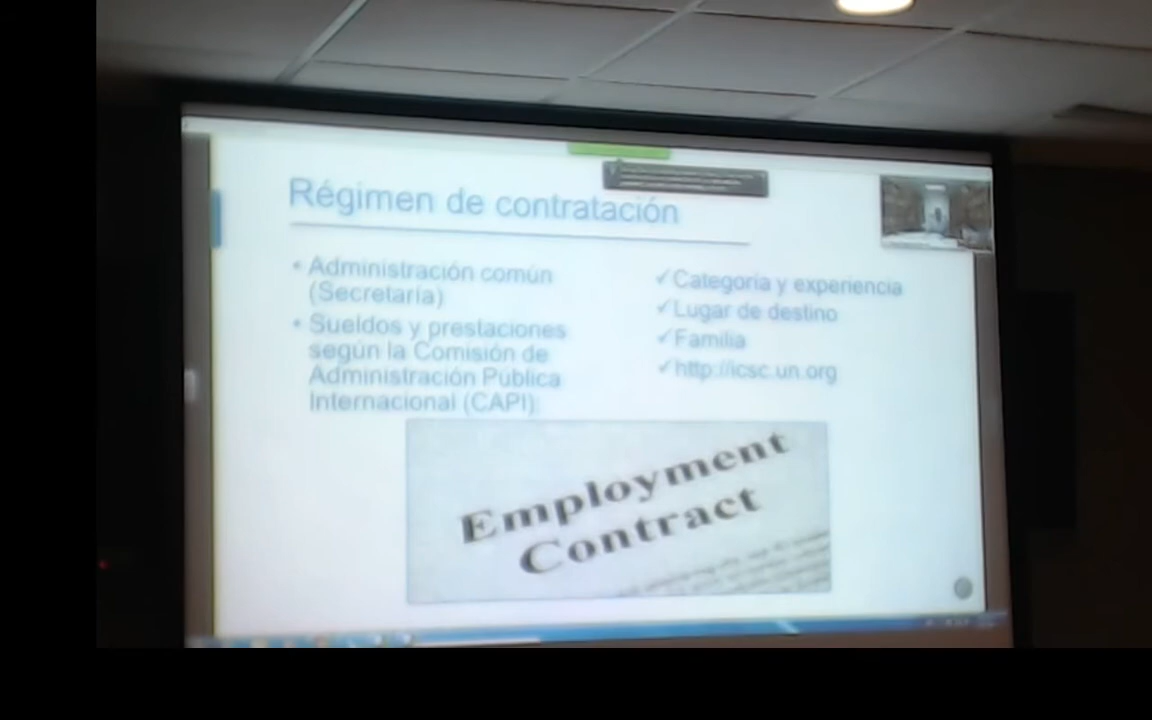 Régimen de contratación
• Administración común
(Secretaría)
• Sueldos y prestaciones
según la Comisión de
Administración Pública
Internacional (CAPI)
✓Categoría y experiencia
✓Lugar de destino
✓Familia
✓http://icsc.un.org
Employment
Contract